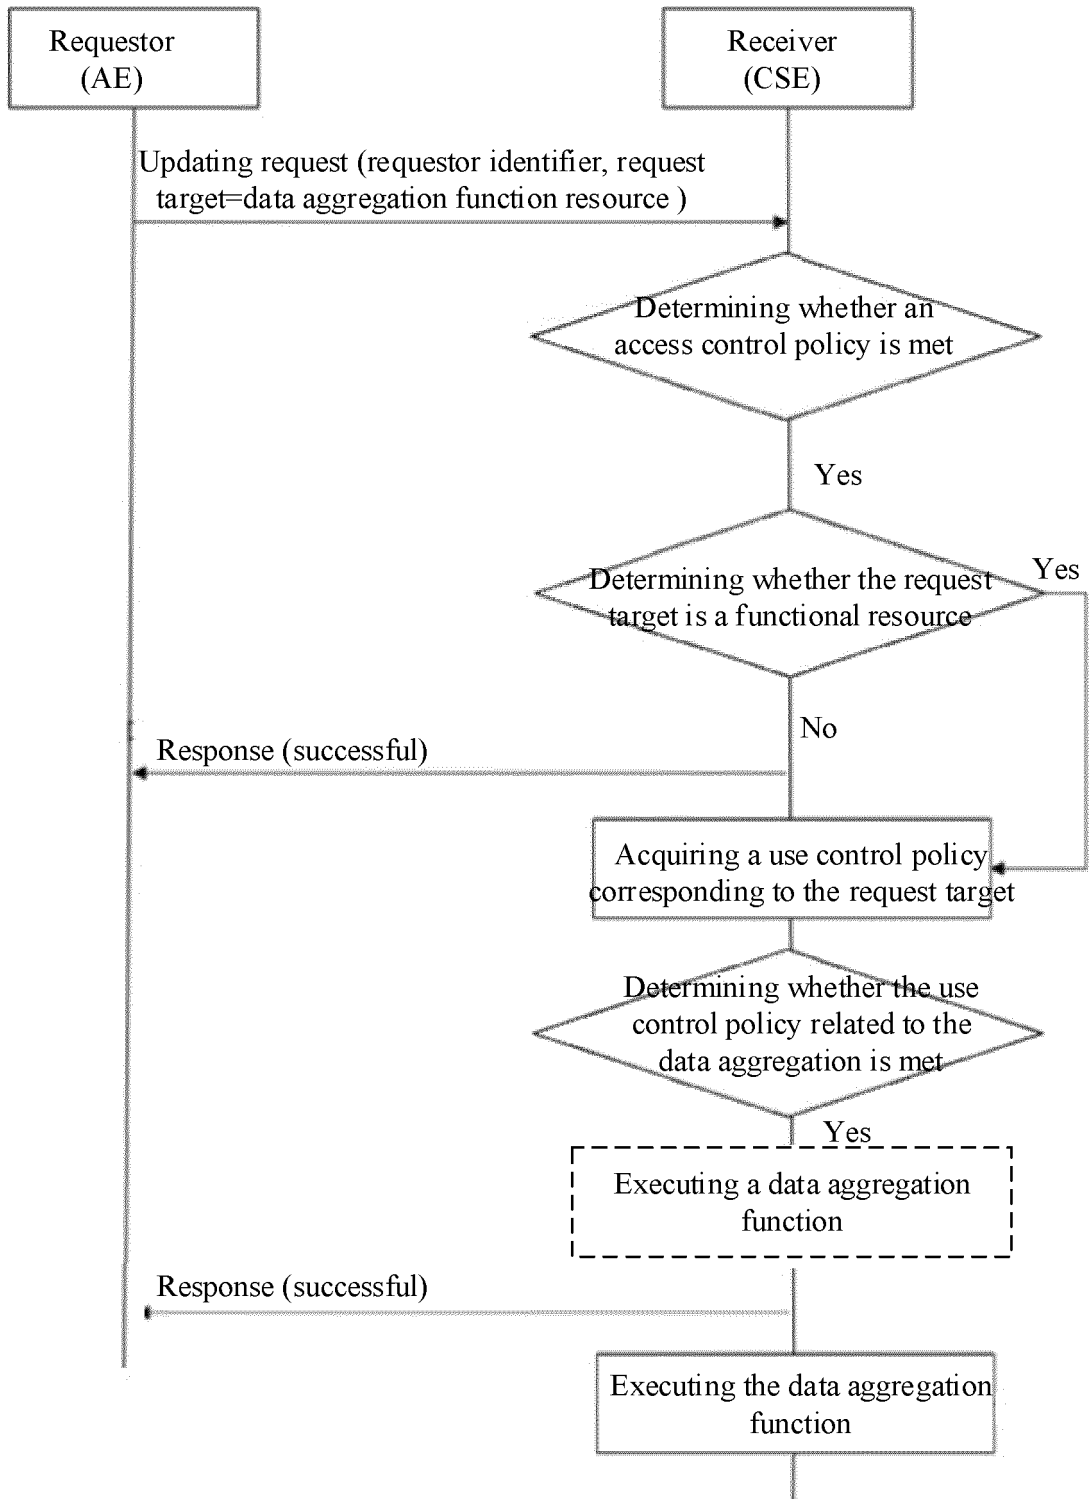 Requestor
(AE)
Receiver
(CSE)
Updating request (requestor identifier, request
target=data aggregation function resource )
Determining whether an
access control policy is met
Yes
Determining whether the request
target is a functional resource
Yes
No
Response (successful)
Acquiring a use control policy
corresponding to the request target
Determining whether the use
control policy related to the
data aggregation is met
Yes
Executing a data aggregation
function
Response (successful)
Executing the data aggregation
function